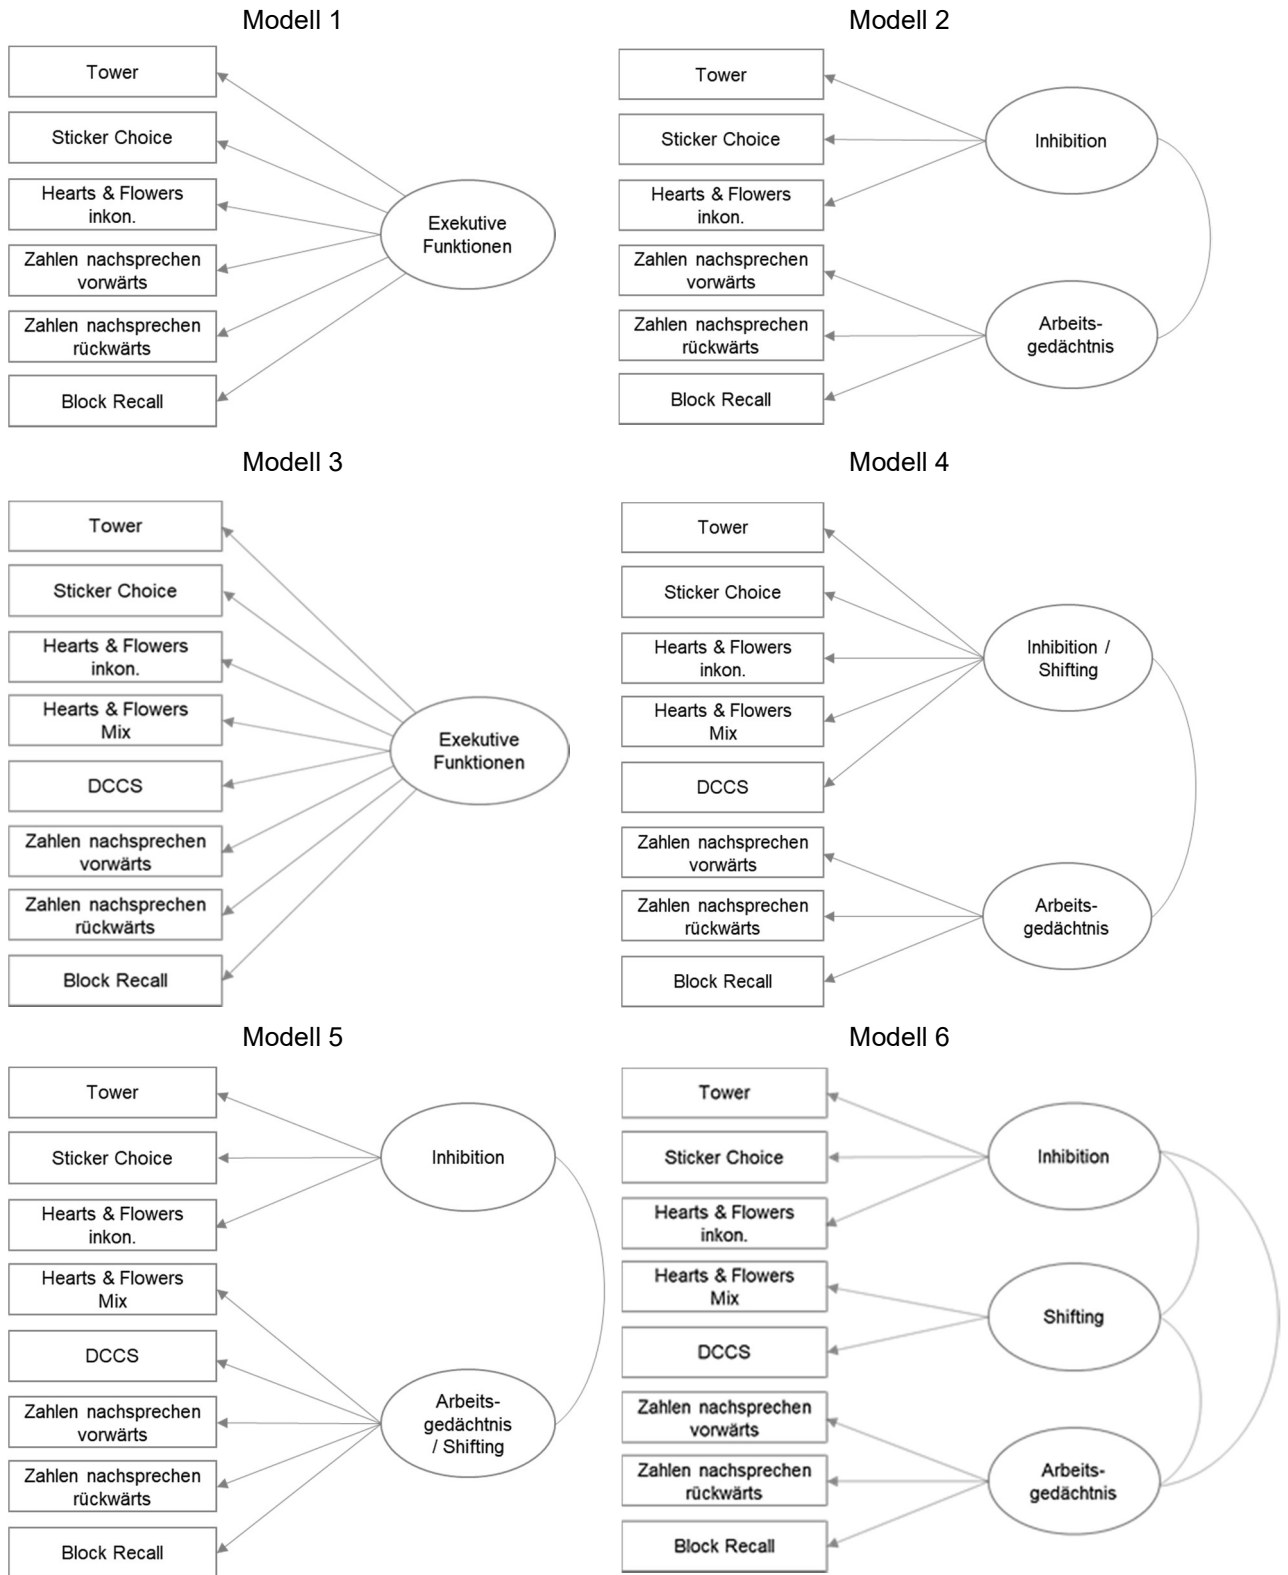 Modell 1
Tower
Sticker Choice
Hearts & Flowers
inkon.
Zahlen nachsprechen
vorwärts
Zahlen nachsprechen
rückwärts
Block Recall
Exekutive
Funktionen
Modell 2
Tower
Sticker Choice
Hearts & Flowers
inkon.
Zahlen nachsprechen
vorwärts
Zahlen nachsprechen
rückwärts
Block Recall
Inhibition
Arbeits-
gedächtnis
Modell 3
Tower
Sticker Choice
Hearts & Flowers
inkon.
Hearts & Flowers
Mix
DCCS
Zahlen nachsprechen
vorwärts
Zahlen nachsprechen
rückwärts
Block Recall
Exekutive
Funktionen
Modell 4
Tower
Sticker Choice
Hearts & Flowers
inkon.
Hearts & Flowers
Mix
DCCS
Zahlen nachsprechen
vorwärts
Zahlen nachsprechen
rückwärts
Block Recall
Inhibition /
Shifting
Arbeits-
gedächtnis
Modell 5
Tower
Sticker Choice
Hearts & Flowers
inkon.
Hearts & Flowers
Mix
DCCS
Zahlen nachsprechen
vorwärts
Zahlen nachsprechen
rückwärts
Block Recall
Inhibition
Arbeits-
gedächtnis
/ Shifting
Modell 6
Tower
Sticker Choice
Hearts & Flowers
inkon.
Hearts & Flowers
Mix
DCCS
Zahlen nachsprechen
vorwärts
Zahlen nachsprechen
rückwärts
Block Recall
Inhibition
Shifting
Arbeits-
gedächtnis